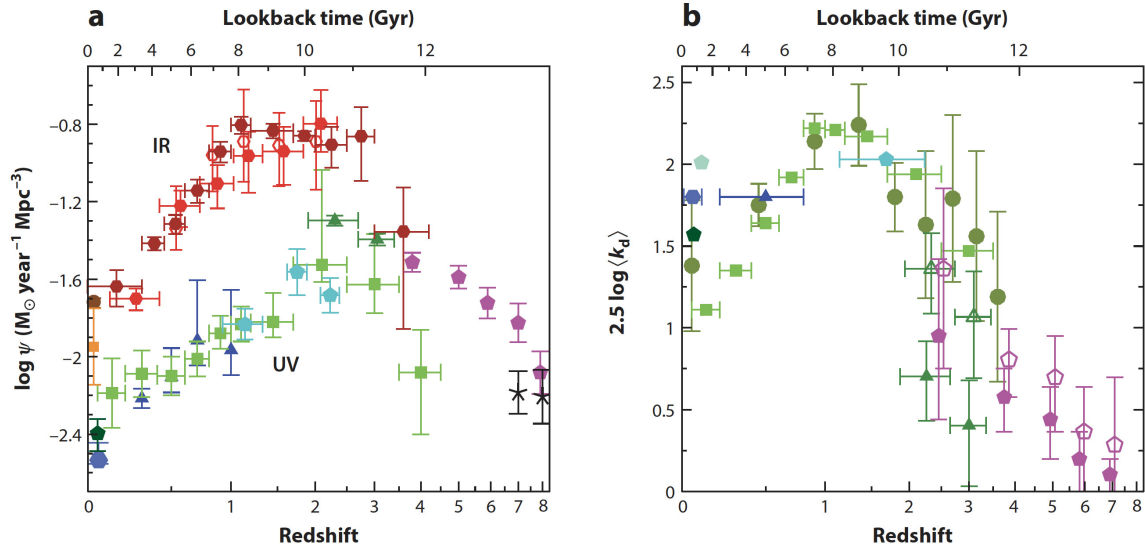 a
Lookback time (Gyr)
0 2 4 6 8 10 12
log ψ (M⊙ year−1 Mpc−3)
−0.8
−1.2
−1.6
−2
−2.4
IR
UV
0 1 2 3 4 5 6 7 8
Redshift
b
Lookback time (Gyr)
0 1 2 4 6 8 10 12
2.5 log ⟨kd⟩
2.5
2
1.5
1
0.5
0
0 1 2 3 4 5 6 7 8
Redshift